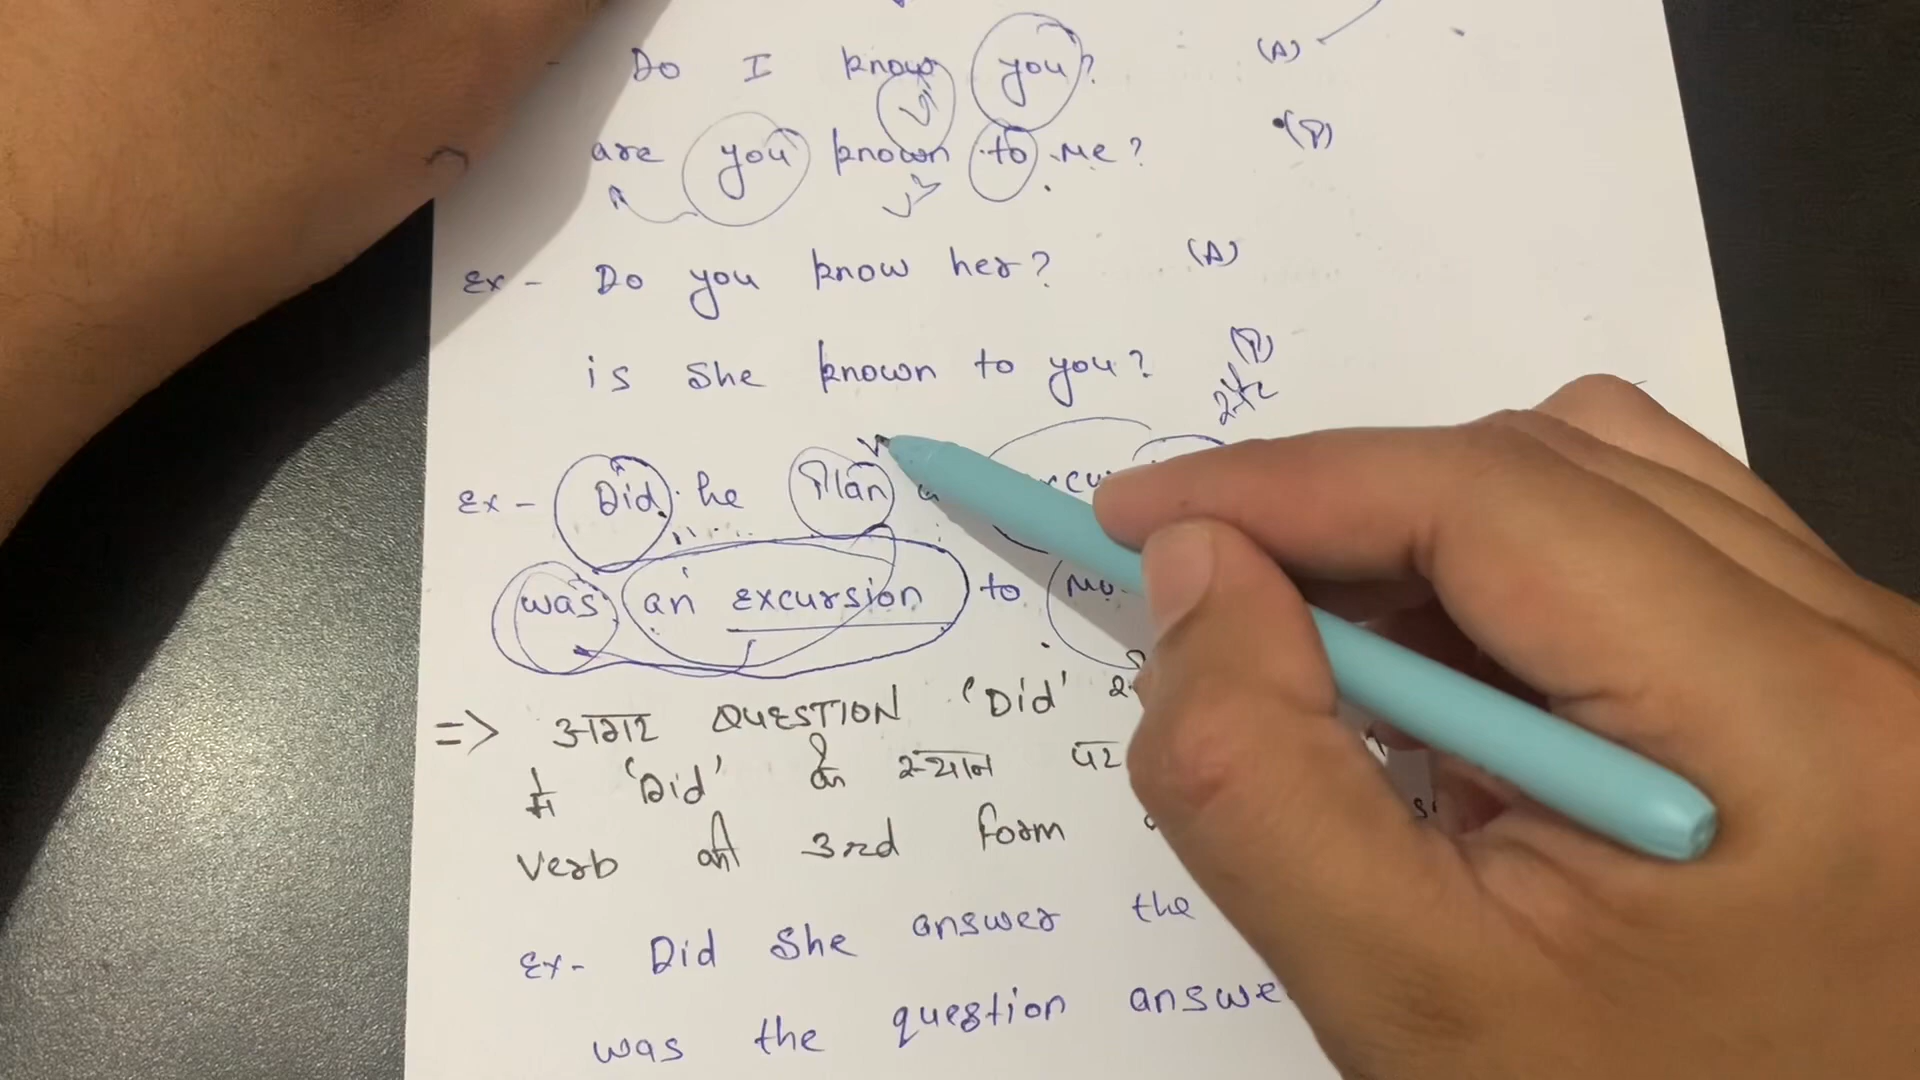 Do I know you? (A)
are you known to me? (P)
Ex - Do you know her? (A)
is she known to you? (P)
Ex - Did he Plan
was an excursion to
=> अगर QUESTION 'Did'
में 'Did' के स्थान पर
verb की 3rd form
Ex- Did She answer the
was the question answe